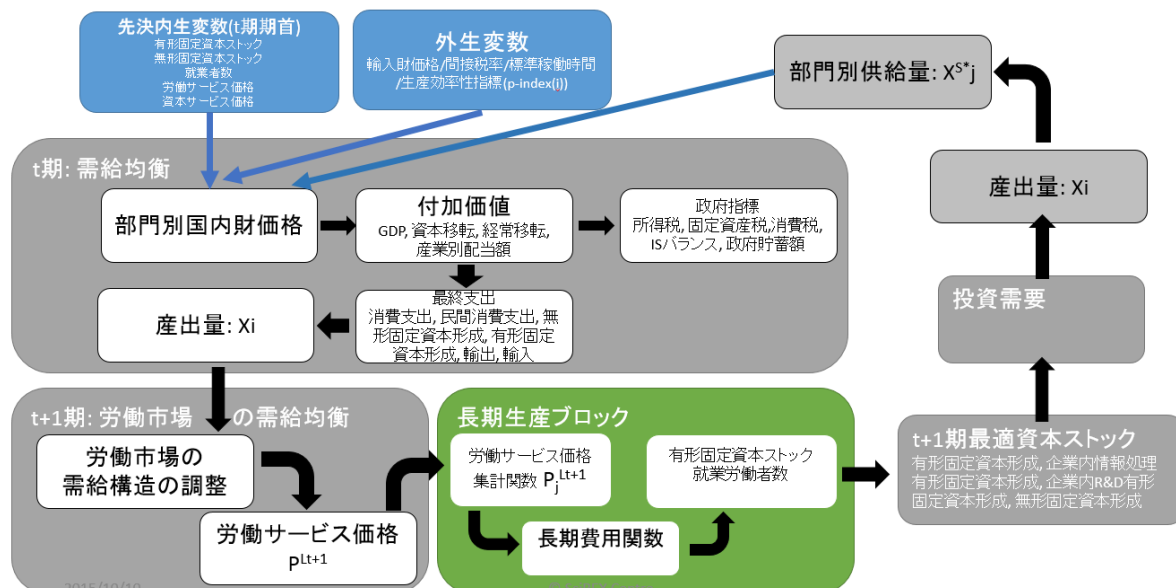 先決内生変数(t期期首)
有形固定資本ストック
無形固定資本ストック
就業者数
労働サービス価格
資本サービス価格
外生変数
輸入財価格/間接税率/標準稼働時間
/生産効率性指標(p-index(j))
部門別供給量: X^S*j
産出量: Xi
投資需要
t期: 需給均衡
部門別国内財価格
付加価値
GDP, 資本移転, 経常移転,
産業別配当額
政府指標
所得税, 固定資産税,消費税,
ISバランス, 政府貯蓄額
産出量: Xi
最終支出
消費支出, 民間消費支出, 無
形固定資本形成, 有形固定
資本形成, 輸出, 輸入
t+1期: 労働市場 の需給均衡
労働市場の
需給構造の調整
労働サービス価格
P^Lt+1
長期生産ブロック
労働サービス価格
集計関数 P_j^Lt+1
長期費用関数
有形固定資本ストック
就業労働者数
t+1期最適資本ストック
有形固定資本形成, 企業内情報処理
有形固定資本形成, 企業内R&D有形
固定資本形成, 無形固定資本形成
2015/10/10